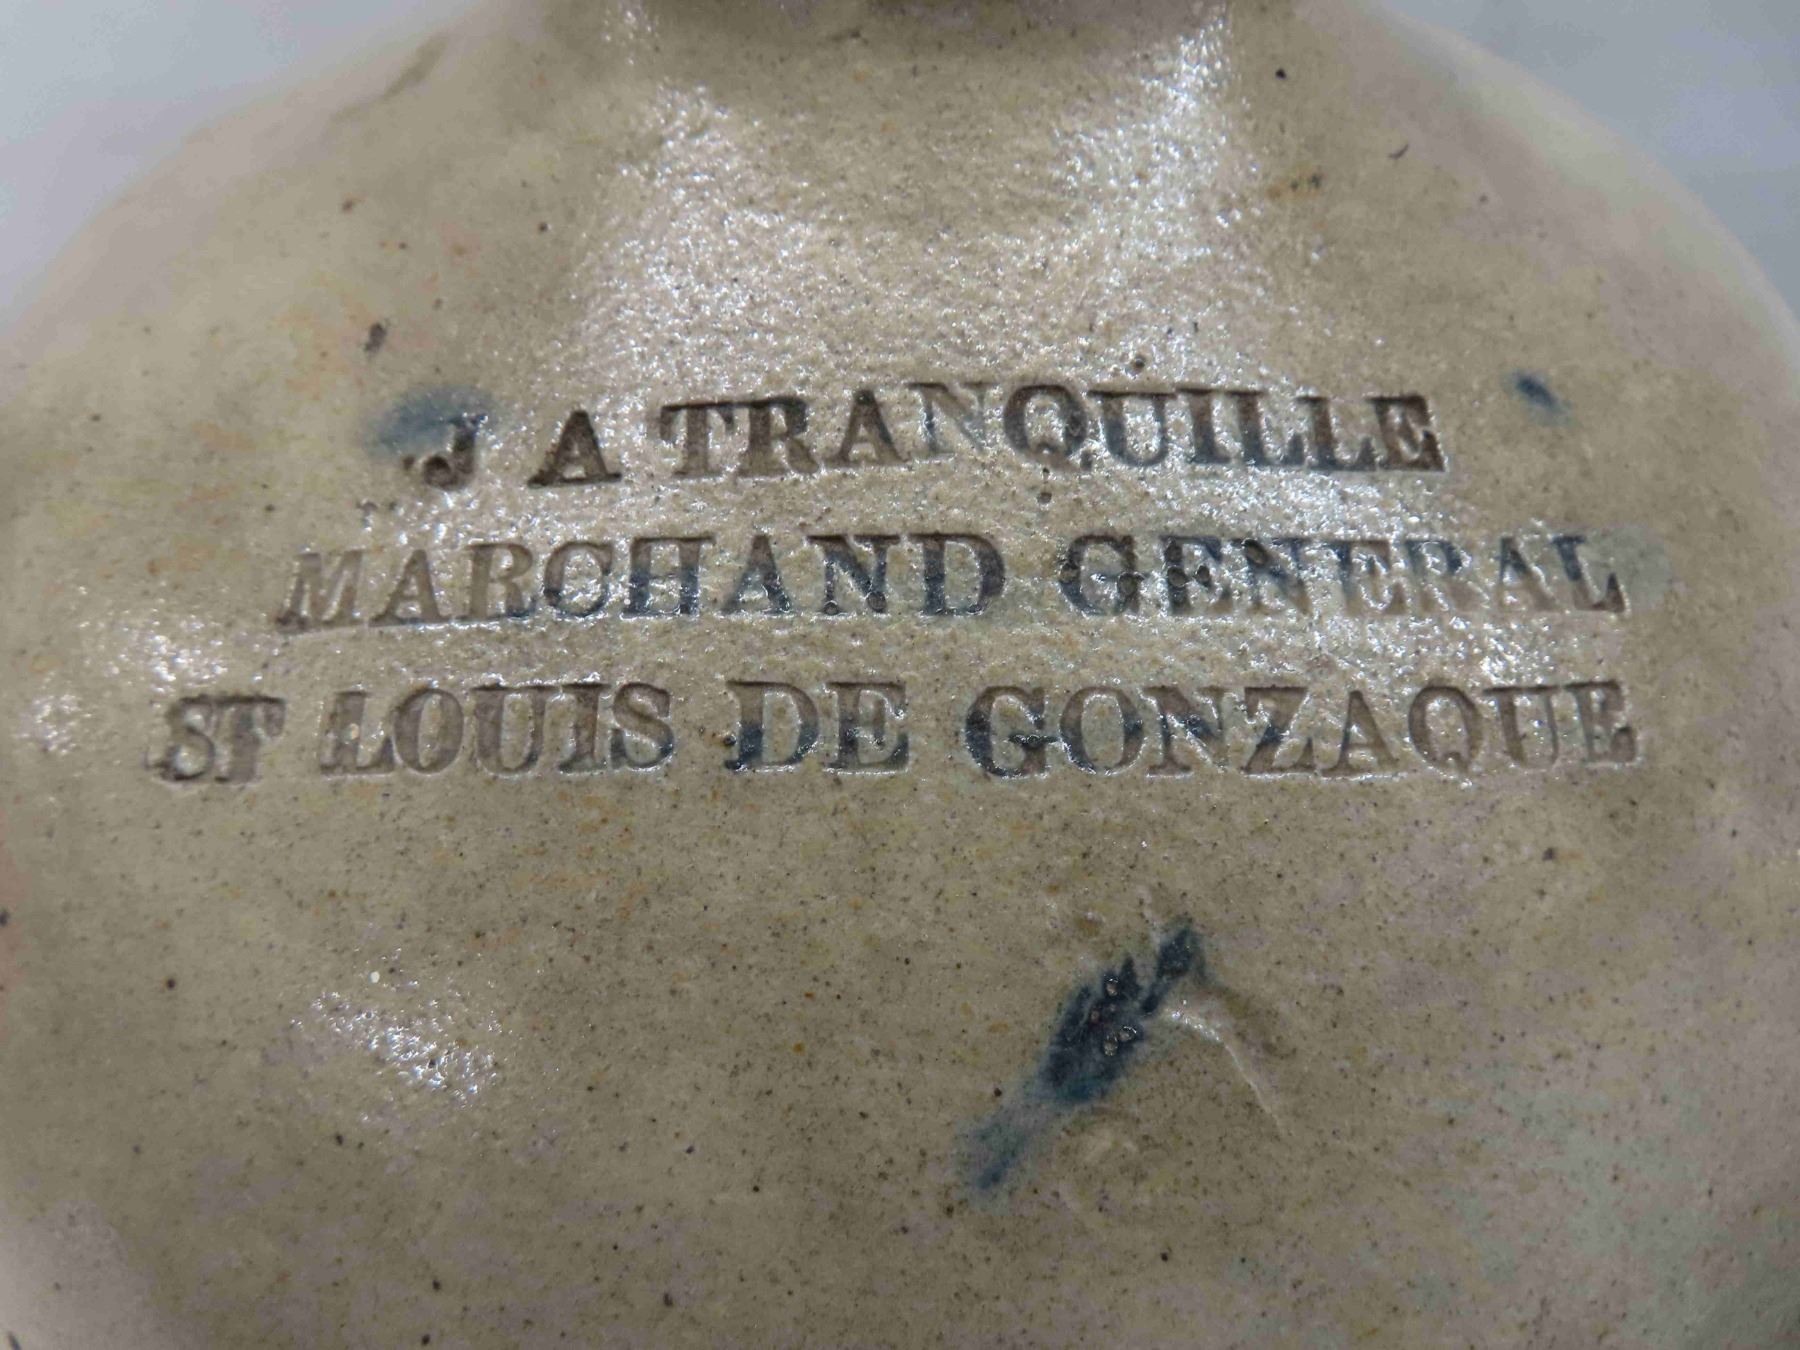 J A TRANQUILLE
MARCHAND GENERAL
ST LOUIS DE GONZAQUE